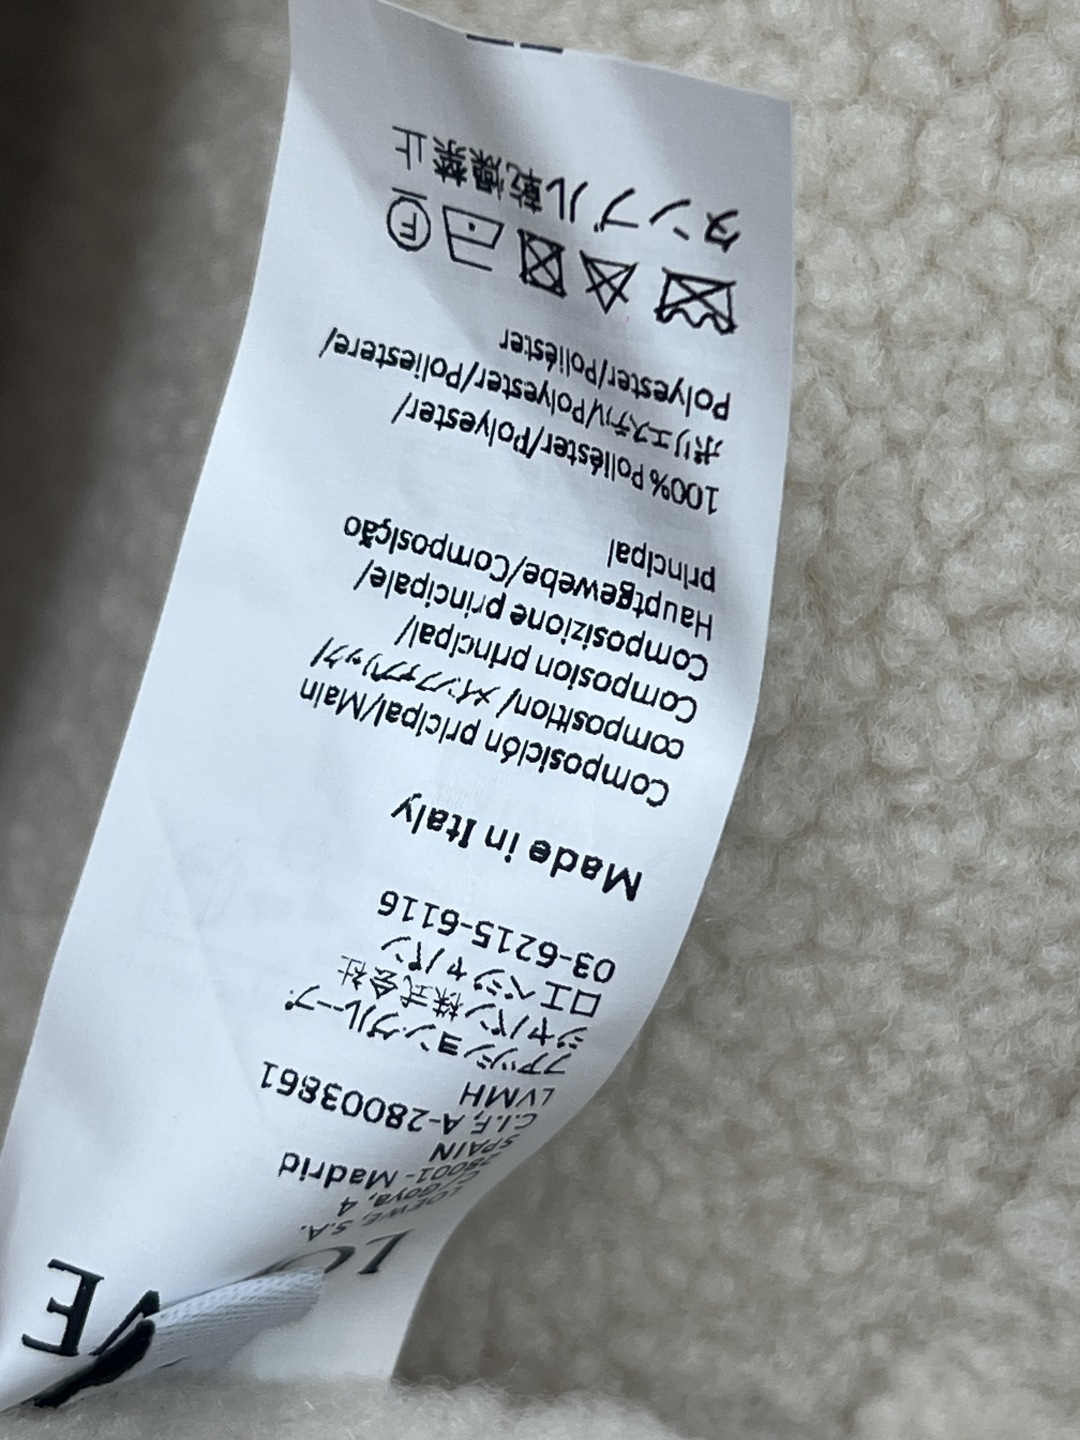 LOEWE
LOEWE, S.A.
C/Goya, 4
28001 - Madrid
SPAIN
C.I.F, A-28003861
LVMH
ファッショングループ
ジャパン株式会社
ロエベジャパン
03-6215-6116
Made in Italy
Composición pricipal/Main
composition/メインファブリック/
Composion principal/
Composizione principale/
Hauptgewebe/Composição
principal
100% Poliéster/Polyester/
ポリエステル/Polyester/Poliestere/
Polyester/Poliéster
F
タンブル乾燥禁止